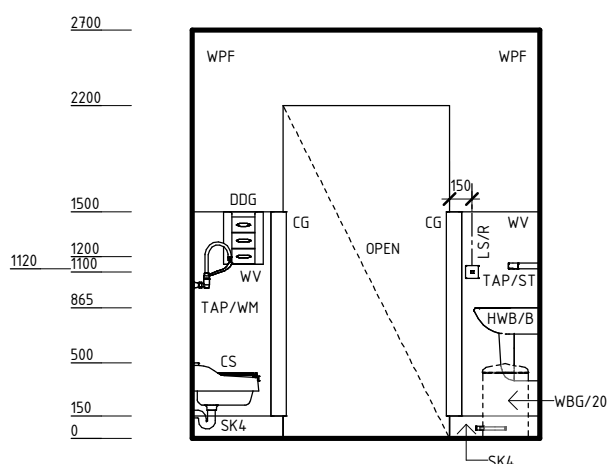 2700
WPF WPF
2200
150
1500
DDG
CG CG WV
LS/R
OPEN
1200
1120 1100
WV
TAP/ST
TAP/WM
865
HWB/B
500
CS
WBG/20
150
SK4
0
SK4